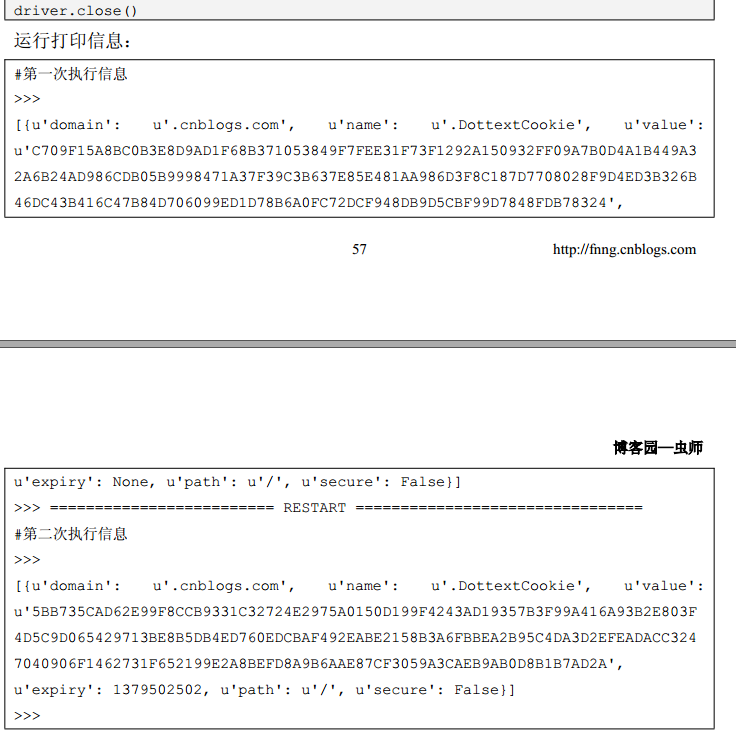 driver.close()
运行打印信息：
#第一次执行信息
>>>
[{u'domain': u'.cnblogs.com', u'name': u'.DottextCookie', u'value':
u'C709F15A8BC0B3E8D9AD1F68B371053849F7FEE31F73F1292A150932FF09A7B0D4A1B449A3
2A6B24AD986CDB05B9998471A37F39C3B637E85E481AA986D3F8C187D7708028F9D4ED3B326B
46DC43B416C47B84D706099ED1D78B6A0FC72DCF948DB9D5CBF99D7848FDB78324',
57 http://fnng.cnblogs.com
博客园—虫师
u'expiry': None, u'path': u'/', u'secure': False}]
>>> ========================= RESTART ================================
#第二次执行信息
>>>
[{u'domain': u'.cnblogs.com', u'name': u'.DottextCookie', u'value':
u'5BB735CAD62E99F8CCB9331C32724E2975A0150D199F4243AD19357B3F99A416A93B2E803F
4D5C9D065429713BE8B5DB4ED760EDCBAF492EABE2158B3A6FBBEA2B95C4DA3D2EFEADACC324
7040906F1462731F652199E2A8BEFD8A9B6AAE87CF3059A3CAEB9AB0D8B1B7AD2A',
u'expiry': 1379502502, u'path': u'/', u'secure': False}]
>>>